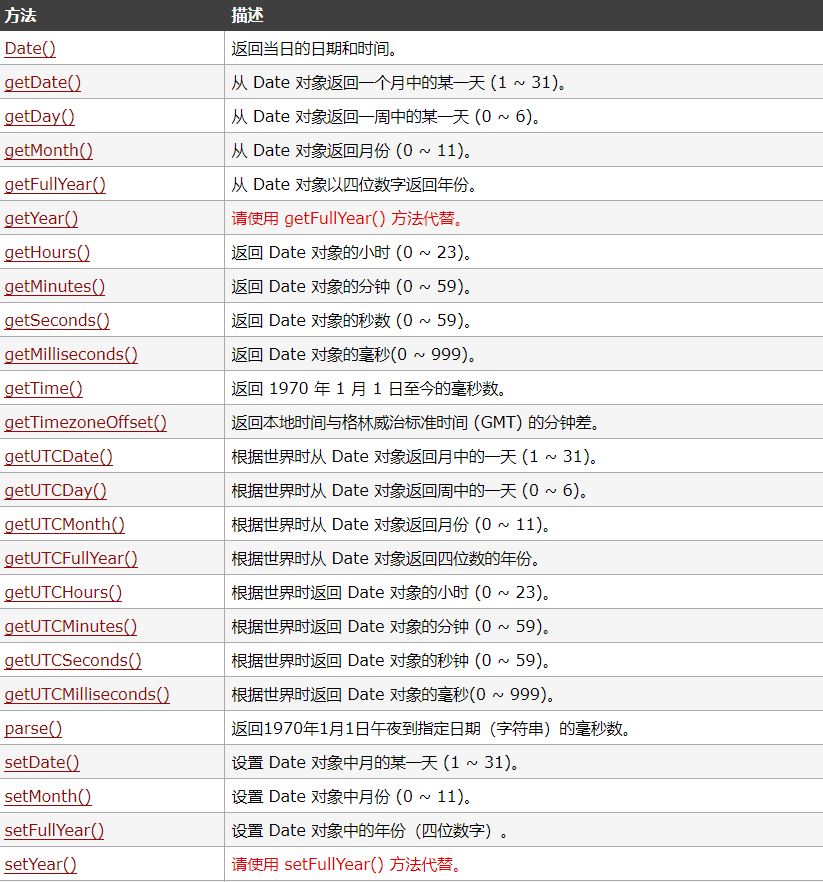 方法 描述
Date() 返回当日的日期和时间。
getDate() 从 Date 对象返回一个月中的某一天 (1 ~ 31)。
getDay() 从 Date 对象返回一周中的某一天 (0 ~ 6)。
getMonth() 从 Date 对象返回月份 (0 ~ 11)。
getFullYear() 从 Date 对象以四位数字返回年份。
getYear() 请使用 getFullYear() 方法代替。
getHours() 返回 Date 对象的小时 (0 ~ 23)。
getMinutes() 返回 Date 对象的分钟 (0 ~ 59)。
getSeconds() 返回 Date 对象的秒数 (0 ~ 59)。
getMilliseconds() 返回 Date 对象的毫秒(0 ~ 999)。
getTime() 返回 1970 年 1 月 1 日至今的毫秒数。
getTimezoneOffset() 返回本地时间与格林威治标准时间 (GMT) 的分钟差。
getUTCDate() 根据世界时从 Date 对象返回月中的一天 (1 ~ 31)。
getUTCDay() 根据世界时从 Date 对象返回周中的一天 (0 ~ 6)。
getUTCMonth() 根据世界时从 Date 对象返回月份 (0 ~ 11)。
getUTCFullYear() 根据世界时从 Date 对象返回四位数的年份。
getUTCHours() 根据世界时返回 Date 对象的小时 (0 ~ 23)。
getUTCMinutes() 根据世界时返回 Date 对象的分钟 (0 ~ 59)。
getUTCSeconds() 根据世界时返回 Date 对象的秒钟 (0 ~ 59)。
getUTCMilliseconds() 根据世界时返回 Date 对象的毫秒(0 ~ 999)。
parse() 返回1970年1月1日午夜到指定日期（字符串）的毫秒数。
setDate() 设置 Date 对象中月的某一天 (1 ~ 31)。
setMonth() 设置 Date 对象中月份 (0 ~ 11)。
setFullYear() 设置 Date 对象中的年份（四位数字）。
setYear() 请使用 setFullYear() 方法代替。